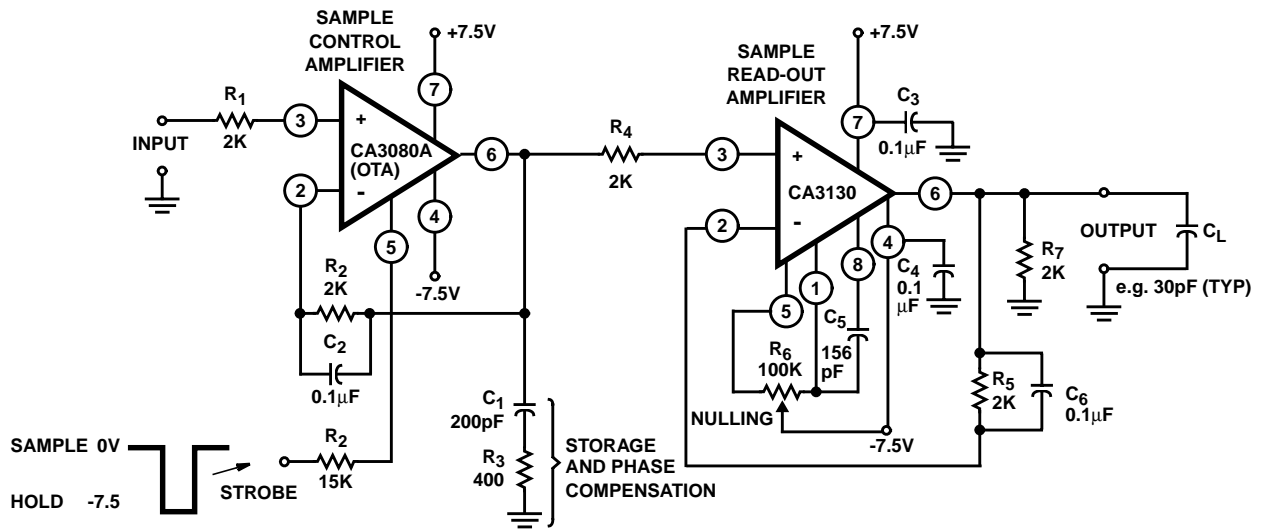 SAMPLE
CONTROL
AMPLIFIER
+7.5V
7
R1
2K
INPUT
3
+
CA3080A
(OTA)
6
2
-
5
4
-7.5V
R2
2K
C2
0.1μF
SAMPLE 0V
HOLD -7.5
STROBE
R2
15K
C1
200pF
R3
400
STORAGE
AND PHASE
COMPENSATION
R4
2K
SAMPLE
READ-OUT
AMPLIFIER
+7.5V
7
C3
0.1μF
3
+
CA3130
6
2
-
5
1
8
4
C4
0.1
μF
C5
156
pF
R6
100K
NULLING
-7.5V
R7
2K
OUTPUT
CL
e.g. 30pF (TYP)
R5
2K
C6
0.1μF